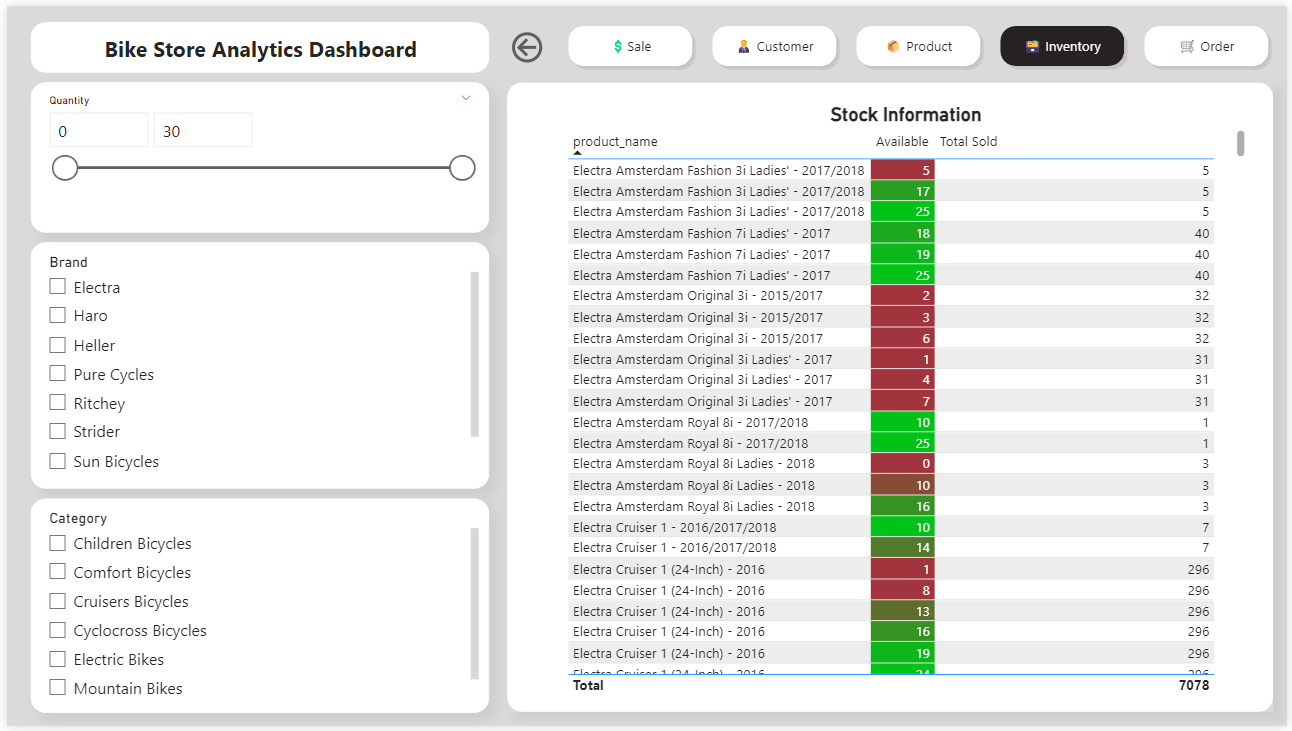 Bike Store Analytics Dashboard
$ Sale
Customer
Product
Inventory
Order
Quantity
0
30
Brand
Electra
Haro
Heller
Pure Cycles
Ritchey
Strider
Sun Bicycles
Category
Children Bicycles
Comfort Bicycles
Cruisers Bicycles
Cyclocross Bicycles
Electric Bikes
Mountain Bikes
Stock Information
product_name Available Total Sold
Electra Amsterdam Fashion 3i Ladies' - 2017/2018 5 5
Electra Amsterdam Fashion 3i Ladies' - 2017/2018 17 5
Electra Amsterdam Fashion 3i Ladies' - 2017/2018 25 5
Electra Amsterdam Fashion 7i Ladies' - 2017 18 40
Electra Amsterdam Fashion 7i Ladies' - 2017 19 40
Electra Amsterdam Fashion 7i Ladies' - 2017 25 40
Electra Amsterdam Original 3i - 2015/2017 2 32
Electra Amsterdam Original 3i - 2015/2017 3 32
Electra Amsterdam Original 3i - 2015/2017 6 32
Electra Amsterdam Original 3i Ladies' - 2017 1 31
Electra Amsterdam Original 3i Ladies' - 2017 4 31
Electra Amsterdam Original 3i Ladies' - 2017 7 31
Electra Amsterdam Royal 8i - 2017/2018 10 1
Electra Amsterdam Royal 8i - 2017/2018 25 1
Electra Amsterdam Royal 8i Ladies - 2018 0 3
Electra Amsterdam Royal 8i Ladies - 2018 10 3
Electra Amsterdam Royal 8i Ladies - 2018 16 3
Electra Cruiser 1 - 2016/2017/2018 10 7
Electra Cruiser 1 - 2016/2017/2018 14 7
Electra Cruiser 1 (24-Inch) - 2016 1 296
Electra Cruiser 1 (24-Inch) - 2016 8 296
Electra Cruiser 1 (24-Inch) - 2016 13 296
Electra Cruiser 1 (24-Inch) - 2016 16 296
Electra Cruiser 1 (24-Inch) - 2016 19 296
Electra Cruiser 1 (24-Inch) - 2016 24 296
Total 7078